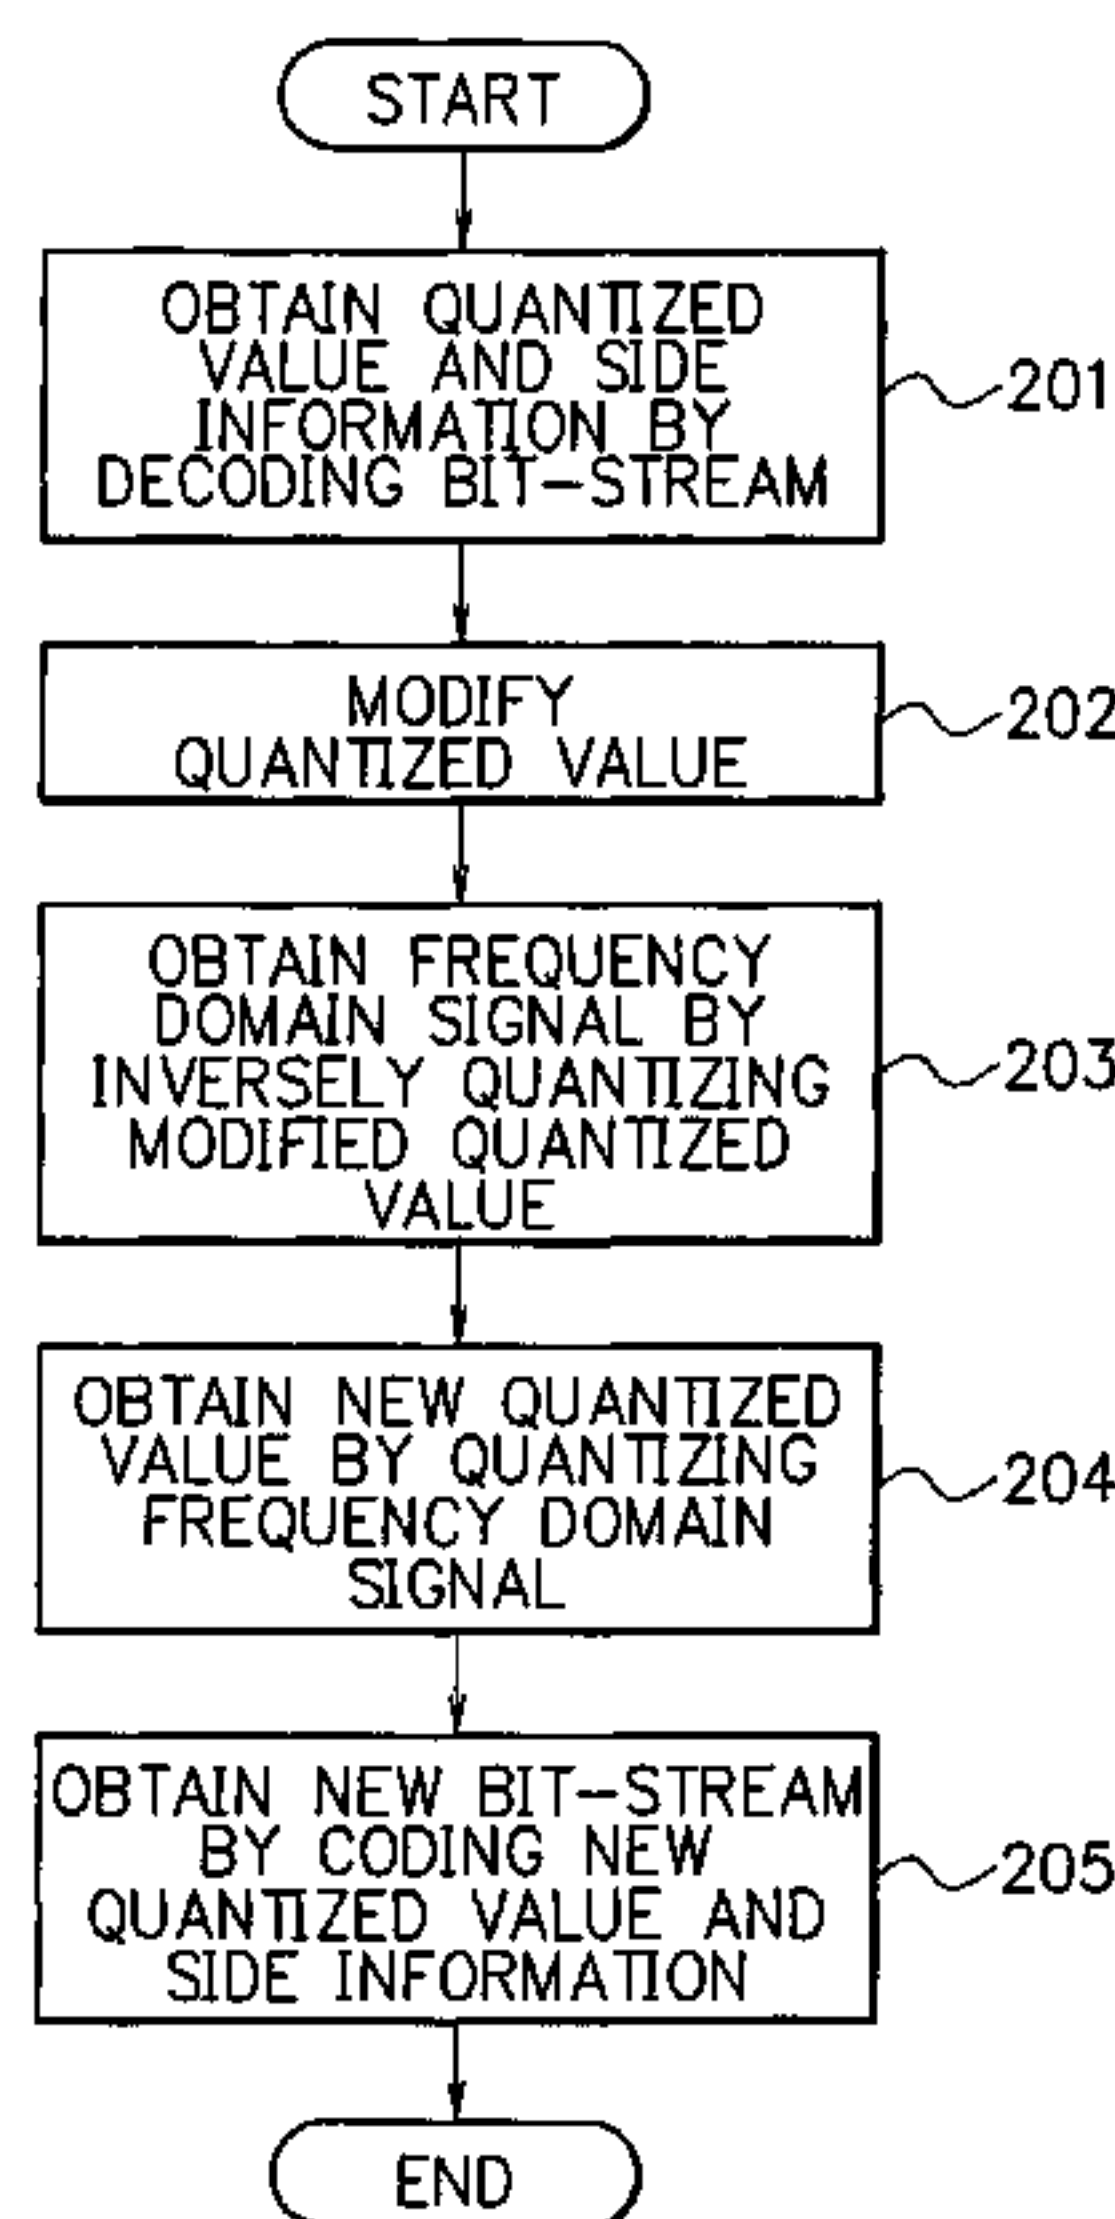 START
OBTAIN QUANTIZED
VALUE AND SIDE
INFORMATION BY
DECODING BIT-STREAM
201
MODIFY
QUANTIZED VALUE
202
OBTAIN FREQUENCY
DOMAIN SIGNAL BY
INVERSELY QUANTIZING
MODIFIED QUANTIZED
VALUE
203
OBTAIN NEW QUANTIZED
VALUE BY QUANTIZING
FREQUENCY DOMAIN
SIGNAL
204
OBTAIN NEW BIT-STREAM
BY CODING NEW
QUANTIZED VALUE AND
SIDE INFORMATION
205
END